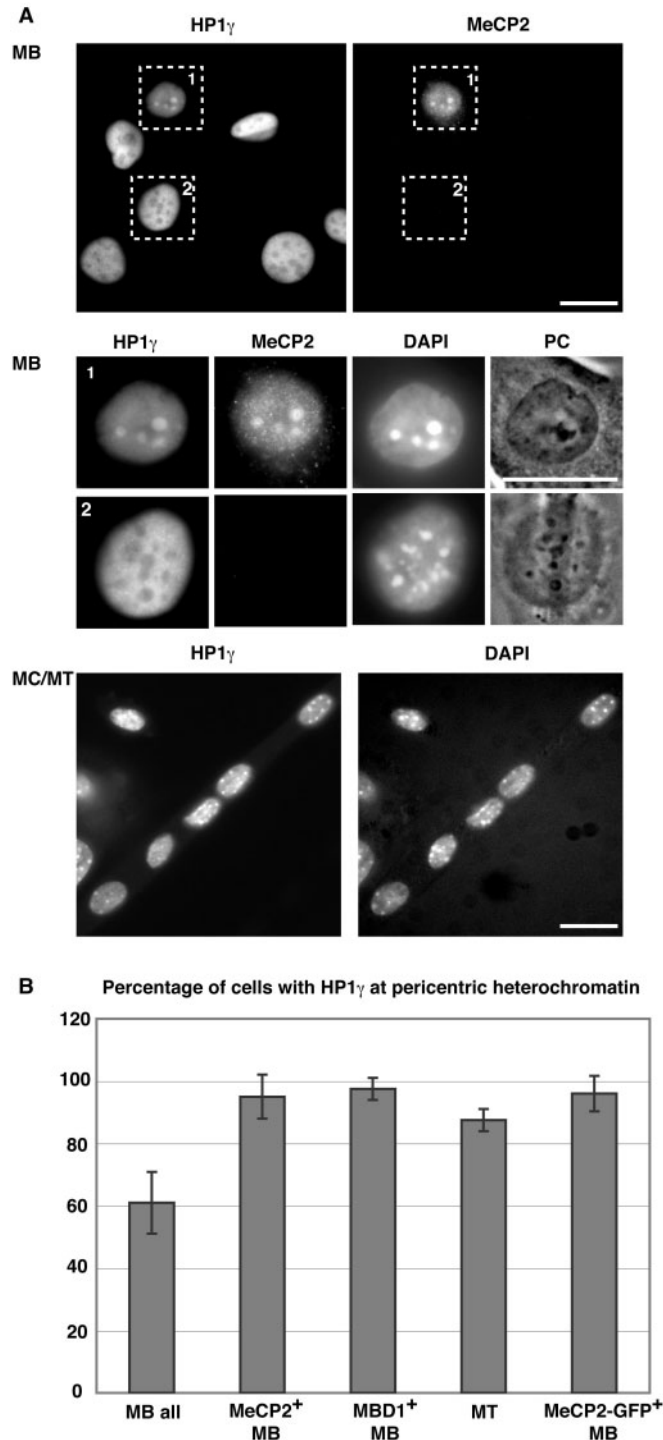 A
HP1γ MeCP2
MB
1 1
2 2
HP1γ MeCP2 DAPI PC
MB
1
2
HP1γ DAPI
MC/MT
B Percentage of cells with HP1γ at pericentric heterochromatin
120
100
80
60
40
20
0
MB all MeCP2+ MB MBD1+ MB MT MeCP2-GFP+ MB